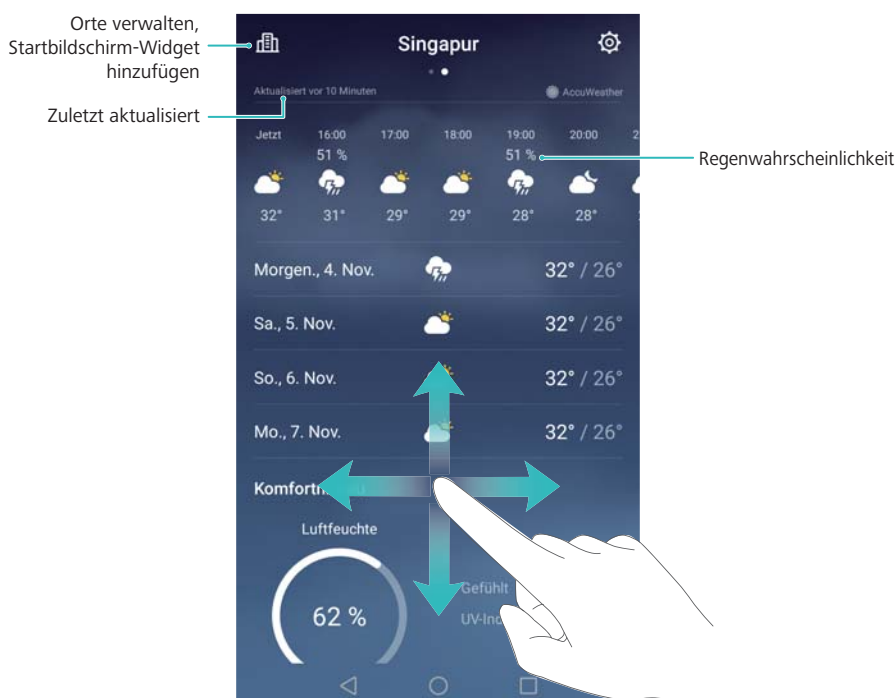 Orte verwalten,
Startbildschirm-Widget
hinzufügen
Singapur
Aktualisiert vor 10 Minuten
AccuWeather
Zuletzt aktualisiert
Jetzt 16:00 17:00 18:00 19:00 20:00 2
51 % 51 %
Regenwahrscheinlichkeit
32° 31° 29° 29° 28° 28°
Morgen., 4. Nov. 32° / 26°
Sa., 5. Nov. 32° / 26°
So., 6. Nov. 32° / 26°
Mo., 7. Nov. 32° / 26°
Luftfeuchte
Gefühlt
62 %